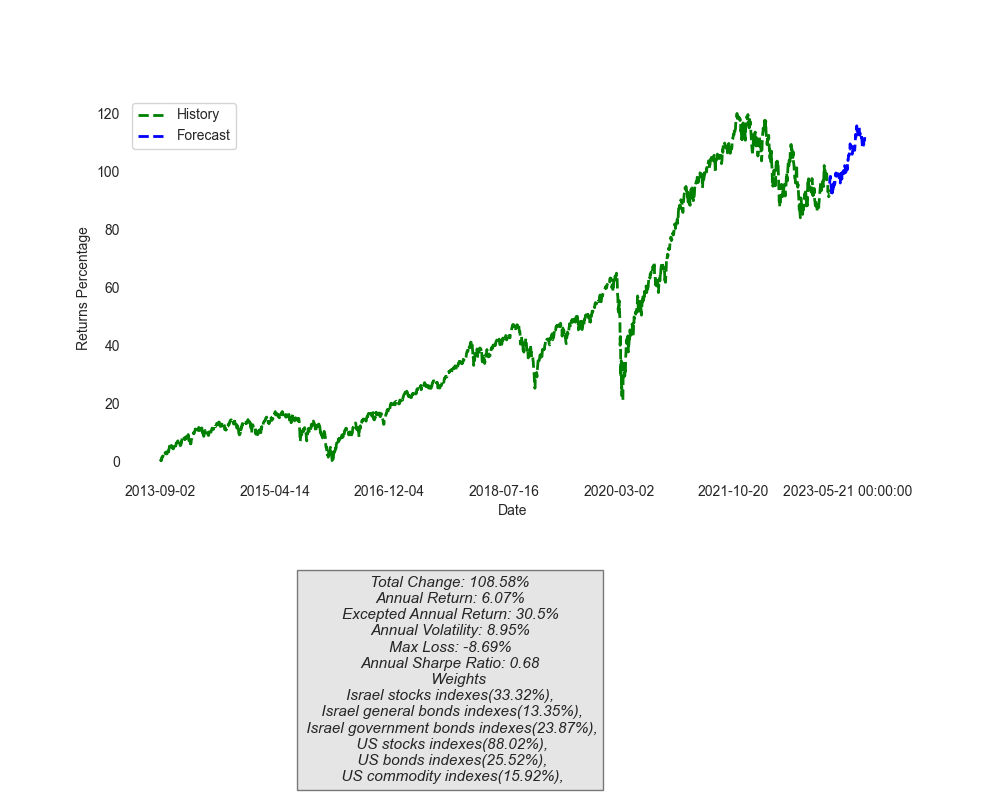 History
Forecast
120
100
80
60
40
20
0
Returns Percentage
2013-09-02 2015-04-14 2016-12-04 2018-07-16 2020-03-02 2021-10-20 2023-05-21 00:00:00
Date
Total Change: 108.58%
Annual Return: 6.07%
Excepted Annual Return: 30.5%
Annual Volatility: 8.95%
Max Loss: -8.69%
Annual Sharpe Ratio: 0.68
Weights
Israel stocks indexes(33.32%),
Israel general bonds indexes(13.35%),
Israel government bonds indexes(23.87%),
US stocks indexes(88.02%),
US bonds indexes(25.52%),
US commodity indexes(15.92%),